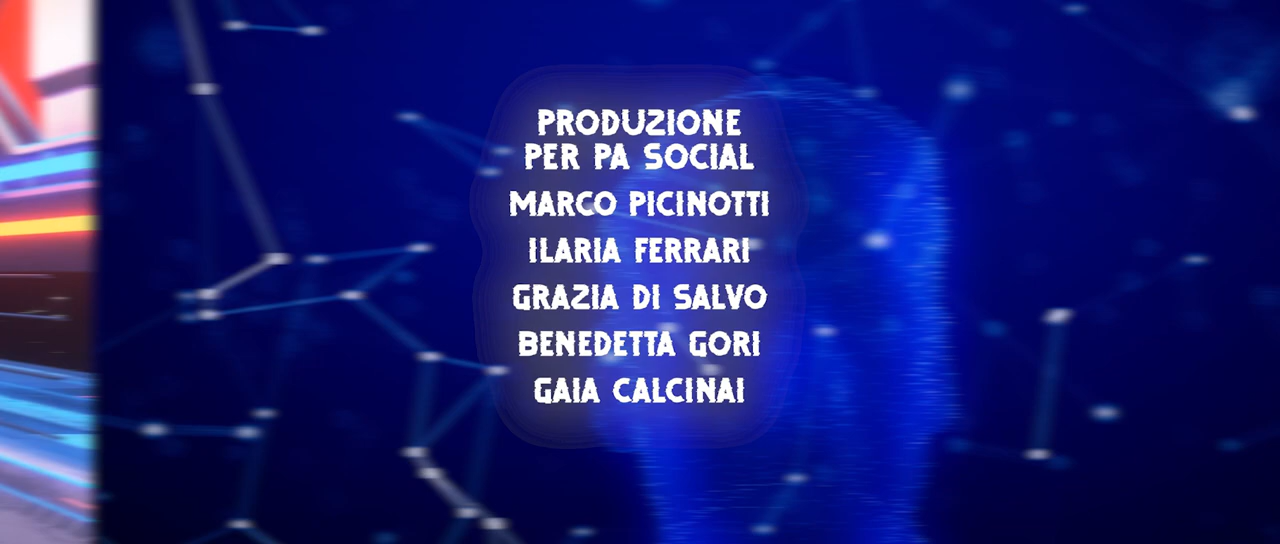 PRODUZIONE
PER PA SOCIAL
MARCO PICINOTTI
ILARIA FERRARI
GRAZIA DI SALVO
BENEDETTA GORI
GAIA CALCINAI